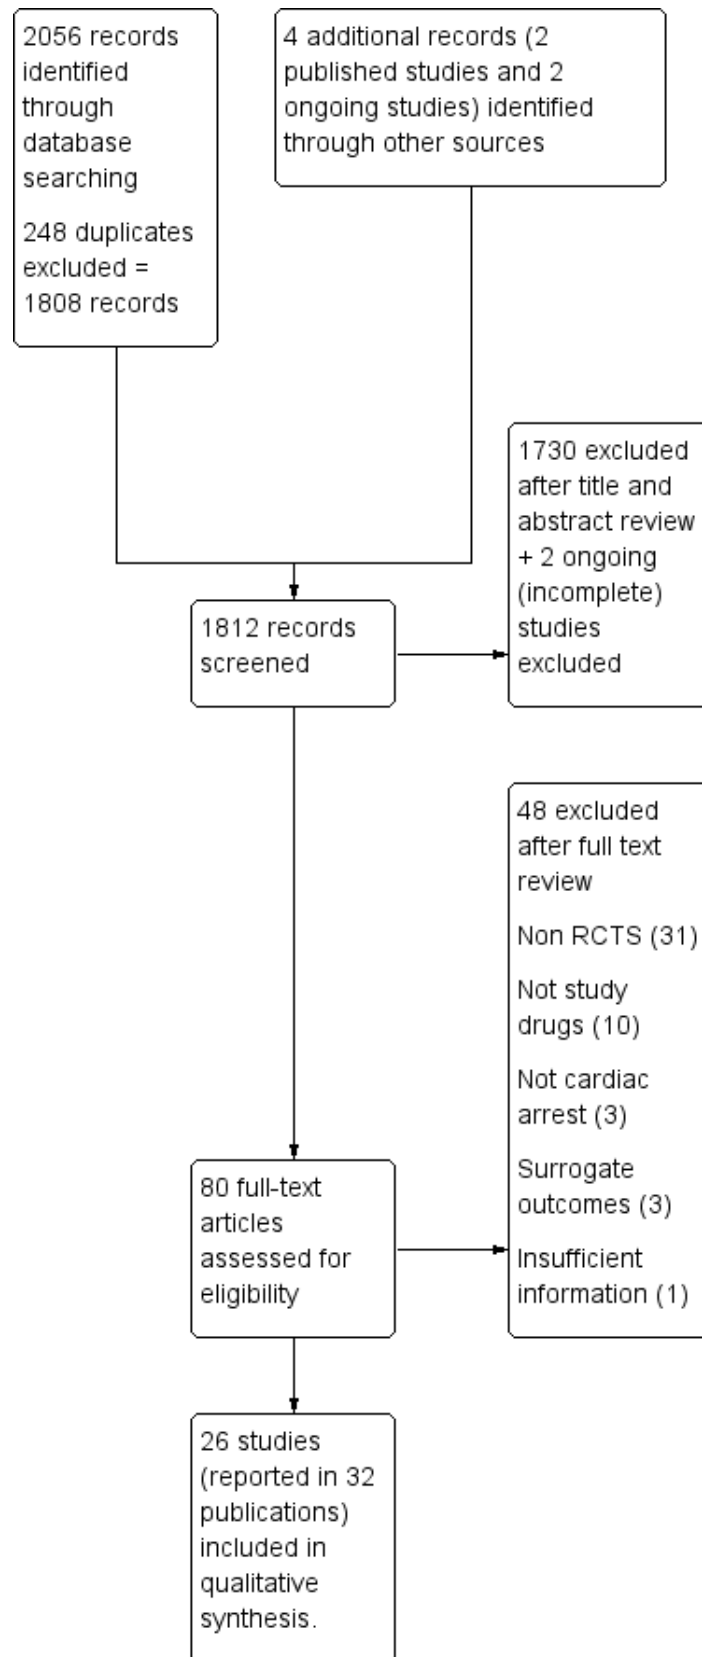 2056 records
identified
through
database
searching
248 duplicates
excluded =
1808 records
4 additional records (2
published studies and 2
ongoing studies) identified
through other sources
1730 excluded
after title and
abstract review
+ 2 ongoing
(incomplete)
studies
excluded
1812 records
screened
48 excluded
after full text
review
Non RCTS (31)
Not study
drugs (10)
Not cardiac
arrest (3)
Surrogate
outcomes (3)
Insufficient
information (1)
80 full-text
articles
assessed for
eligibility
26 studies
(reported in 32
publications)
included in
qualitative
synthesis.